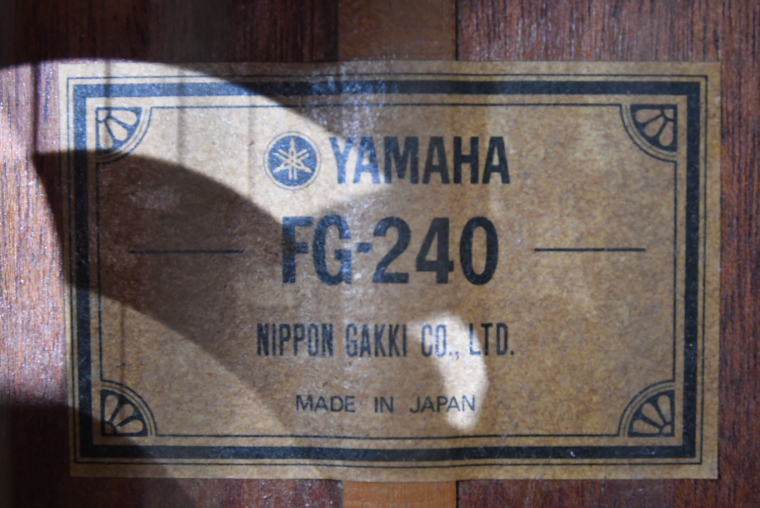 YAMAHA
FG-240
NIPPON GAKKI CO., LTD.
MADE IN JAPAN